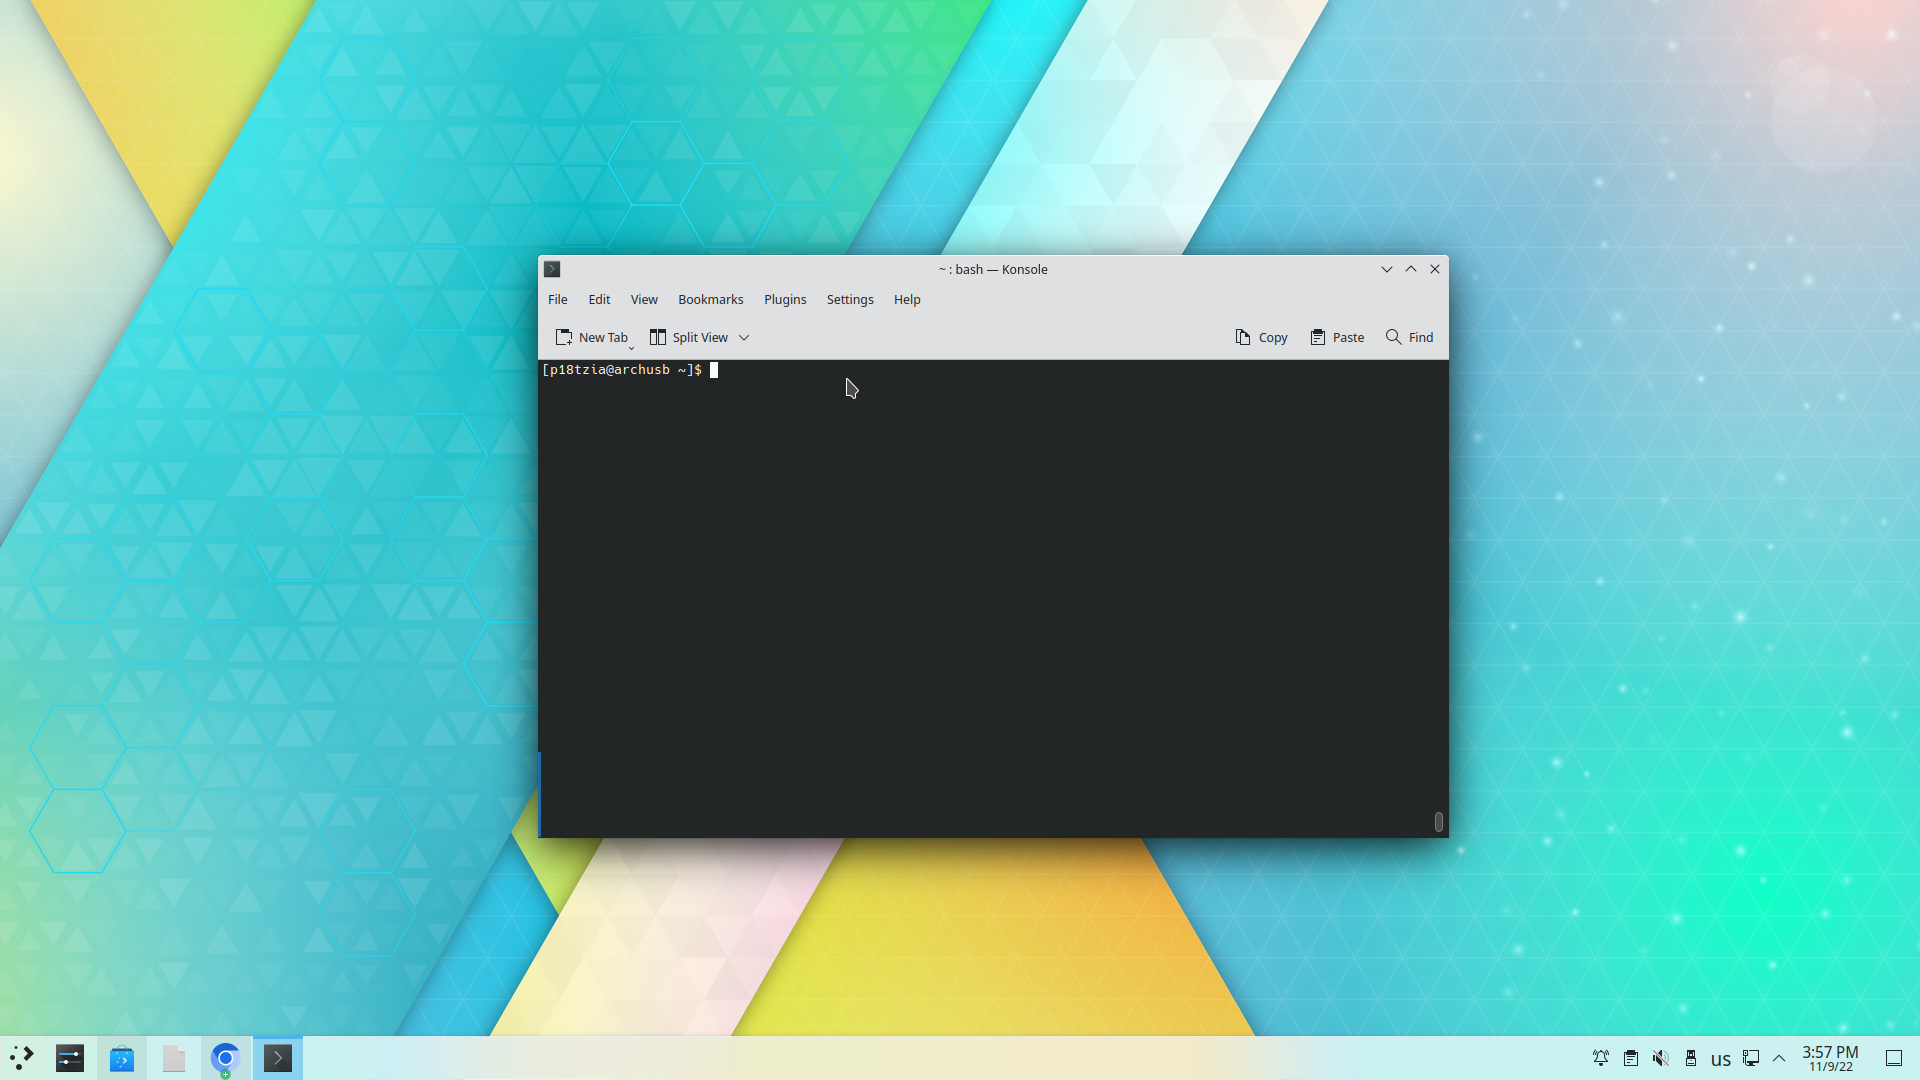 ~ : bash — Konsole
File Edit View Bookmarks Plugins Settings Help
New Tab Split View Copy Paste Find
[p18tzia@archusb ~]$
us 3:57 PM
11/9/22